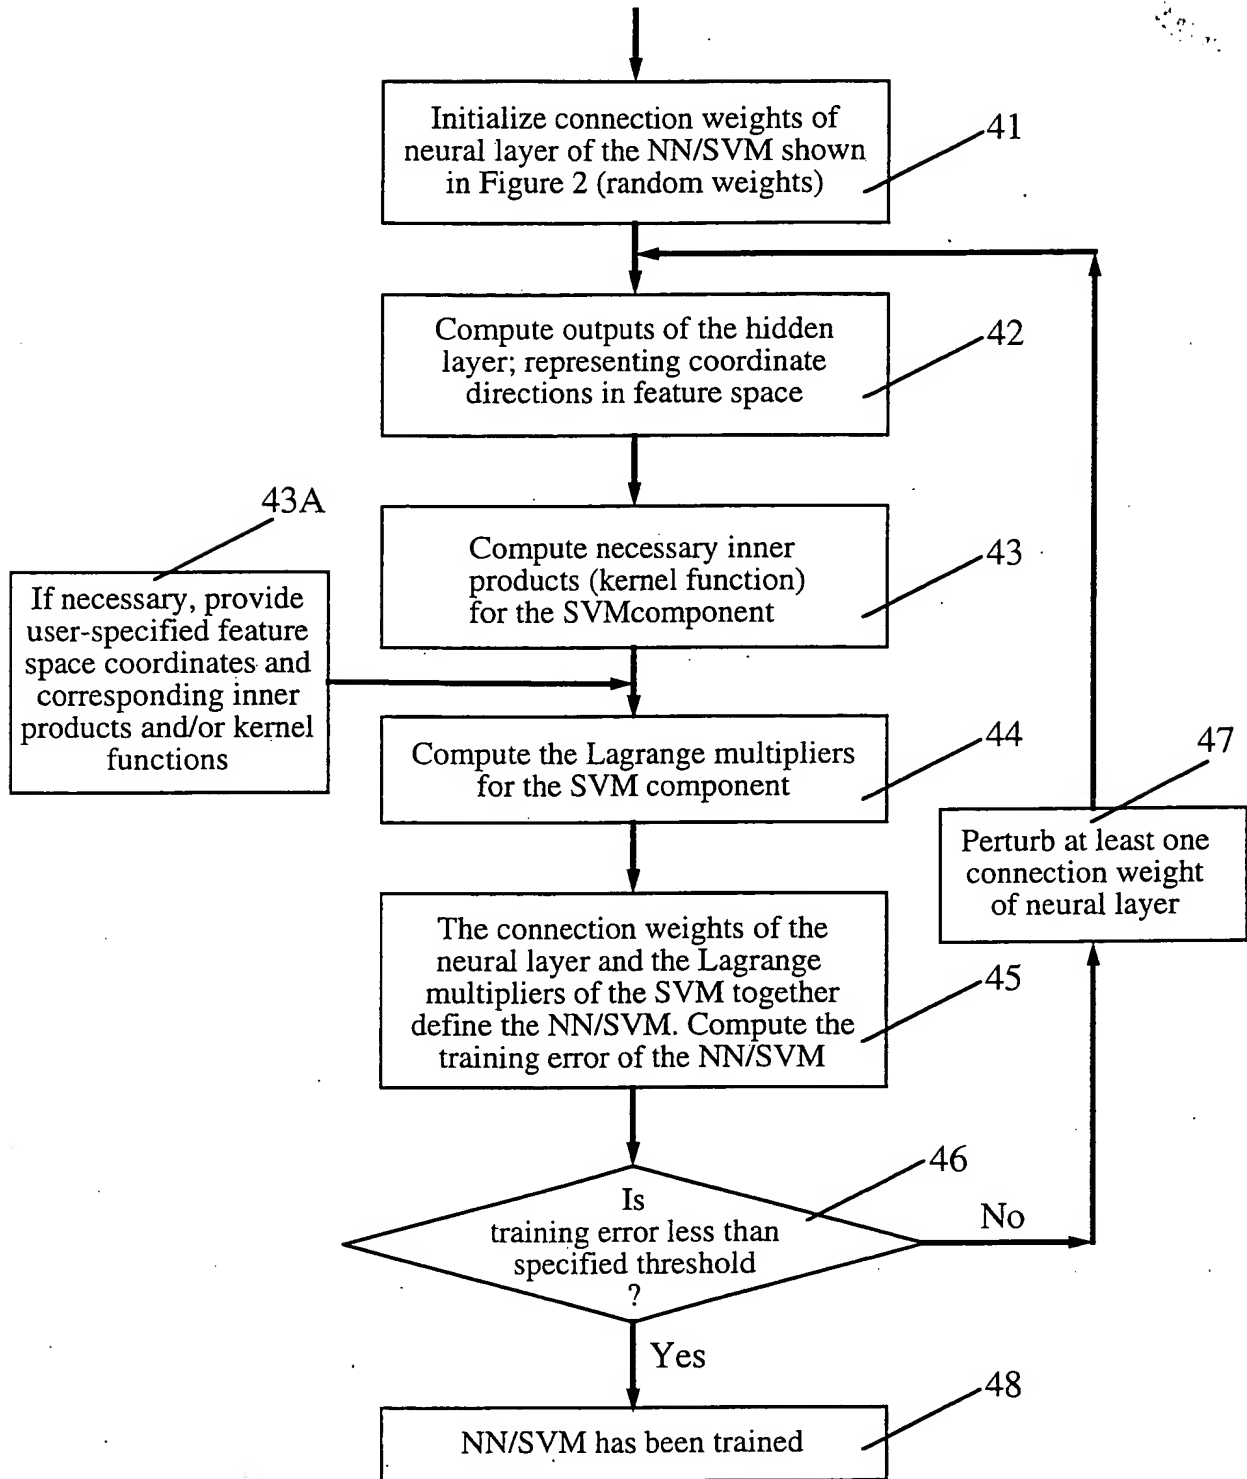 Initialize connection weights of
neural layer of the NN/SVM shown
in Figure 2 (random weights)
41
Compute outputs of the hidden
layer; representing coordinate
directions in feature space
42
43A
If necessary, provide
user-specified feature
space coordinates and
corresponding inner
products and/or kernel
functions
Compute necessary inner
products (kernel function)
for the SVMcomponent
43
Compute the Lagrange multipliers
for the SVM component
44
47
Perturb at least one
connection weight
of neural layer
The connection weights of the
neural layer and the Lagrange
multipliers of the SVM together
define the NN/SVM. Compute the
training error of the NN/SVM
45
Is
training error less than
specified threshold
?
46
No
Yes
NN/SVM has been trained
48